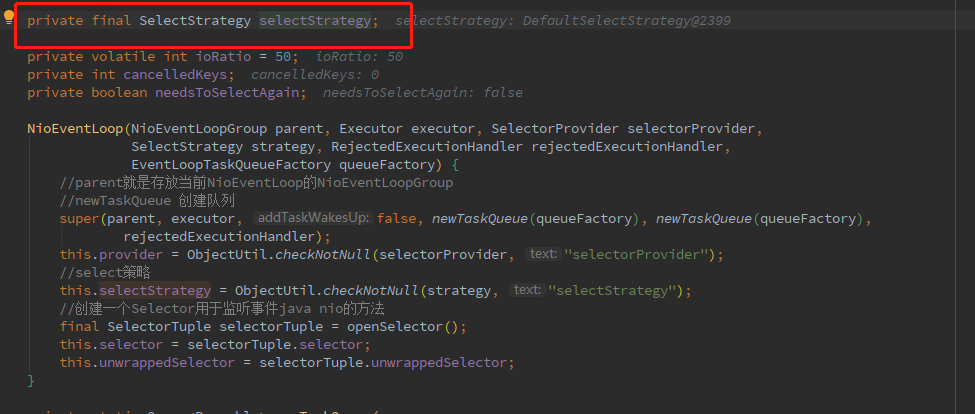 private final SelectStrategy selectStrategy; selectStrategy: DefaultSelectStrategy@2399
private volatile int ioRatio = 50; ioRatio: 50
private int cancelledKeys; cancelledKeys: 0
private boolean needsToSelectAgain; needsToSelectAgain: false
NioEventLoop(NioEventLoopGroup parent, Executor executor, SelectorProvider selectorProvider,
SelectStrategy strategy, RejectedExecutionHandler rejectedExecutionHandler,
EventLoopTaskQueueFactory queueFactory) {
//parent就是存放当前NioEventLoop的NioEventLoopGroup
//newTaskQueue 创建队列
super(parent, executor, addTaskWakesUp: false, newTaskQueue(queueFactory), newTaskQueue(queueFactory),
rejectedExecutionHandler);
this.provider = ObjectUtil.checkNotNull(selectorProvider, text: "selectorProvider");
//select策略
this.selectStrategy = ObjectUtil.checkNotNull(strategy, text: "selectStrategy");
//创建一个Selector用于监听事件java nio的方法
final SelectorTuple selectorTuple = openSelector();
this.selector = selectorTuple.selector;
this.unwrappedSelector = selectorTuple.unwrappedSelector;
}